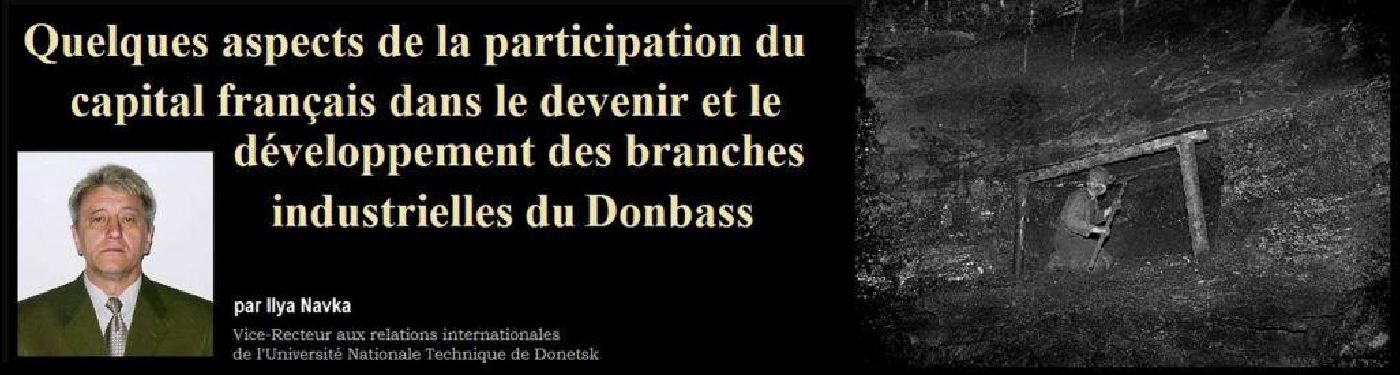 Quelques aspects de la participation du
capital français dans le devenir et le
développement des branches
industrielles du Donbass
par Ilya Navka
Vice-Recteur aux relations internationales
de l'Université Nationale Technique de Donetsk